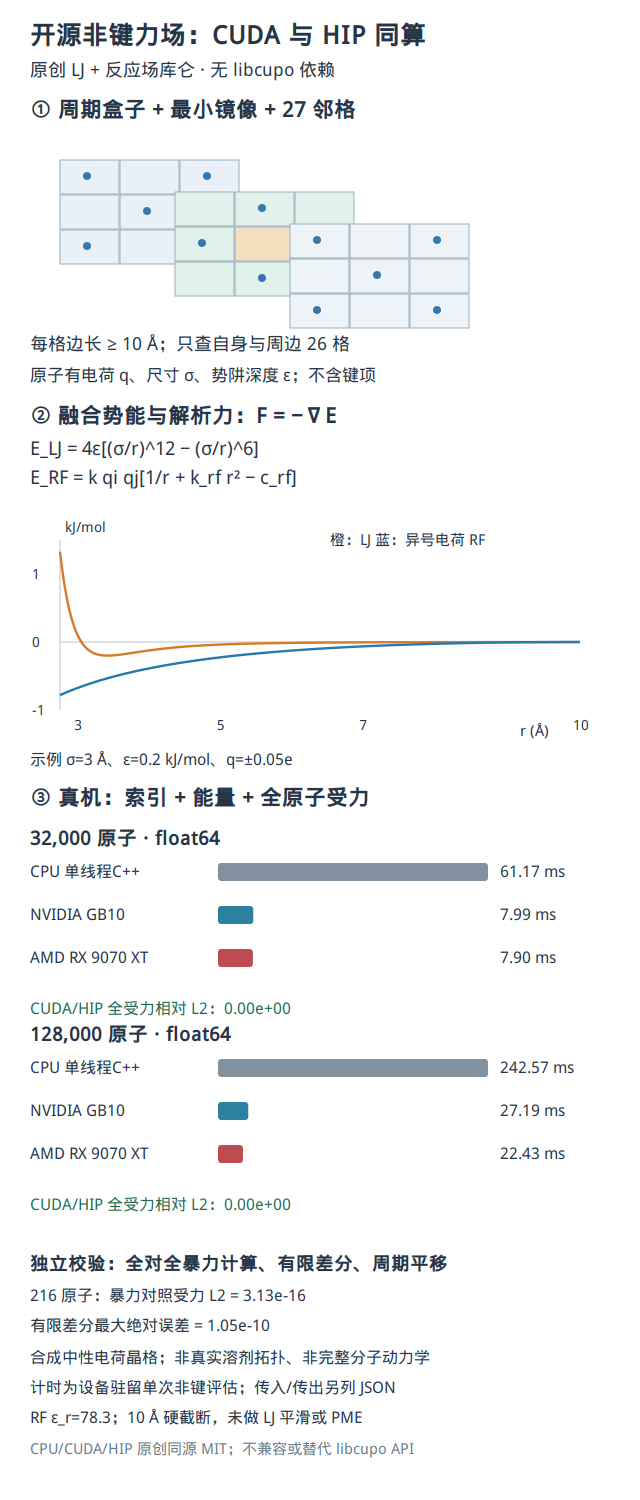 开源非键力场：CUDA 与 HIP 同算
原创 LJ + 反应场库仑 · 无 libcupo 依赖
① 周期盒子 + 最小镜像 + 27 邻格
每格边长 ≥ 10 Å；只查自身与周边 26 格
原子有电荷 q、尺寸 σ、势阱深度 ε；不含键项
② 融合势能与解析力：F = −∇E
E_LJ = 4ε[(σ/r)^12 − (σ/r)^6]
E_RF = k qi qj[1/r + k_rf r² − c_rf]
kJ/mol
橙：LJ 蓝：异号电荷 RF
1
0
-1
3 5 7 10
r (Å)
示例 σ=3 Å、ε=0.2 kJ/mol、q=±0.05e
③ 真机：索引 + 能量 + 全原子受力
32,000 原子 · float64
CPU 单线程C++ 61.17 ms
NVIDIA GB10 7.99 ms
AMD RX 9070 XT 7.90 ms
CUDA/HIP 全受力相对 L2：0.00e+00
128,000 原子 · float64
CPU 单线程C++ 242.57 ms
NVIDIA GB10 27.19 ms
AMD RX 9070 XT 22.43 ms
CUDA/HIP 全受力相对 L2：0.00e+00
独立校验：全对全暴力计算、有限差分、周期平移
216 原子：暴力对照受力 L2 = 3.13e-16
有限差分最大绝对误差 = 1.05e-10
合成中性电荷晶格；非真实溶剂拓扑、非完整分子动力学
计时为设备驻留单次非键评估；传入/传出另列 JSON
RF ε_r=78.3；10 Å 硬截断，未做 LJ 平滑或 PME
CPU/CUDA/HIP 原创同源 MIT；不兼容或替代 libcupo API